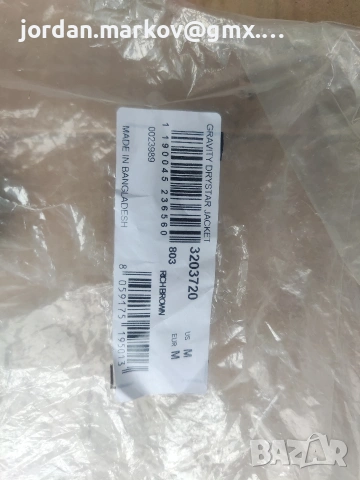 jordan.markov@gmx....
GRAVITY DRYSTAR JACKET
3203720
US M
EUR M
1 190045 236560
803
RICH BROWN
0023989
MADE IN BANGLADESH
8 059175 195013
BAZAR